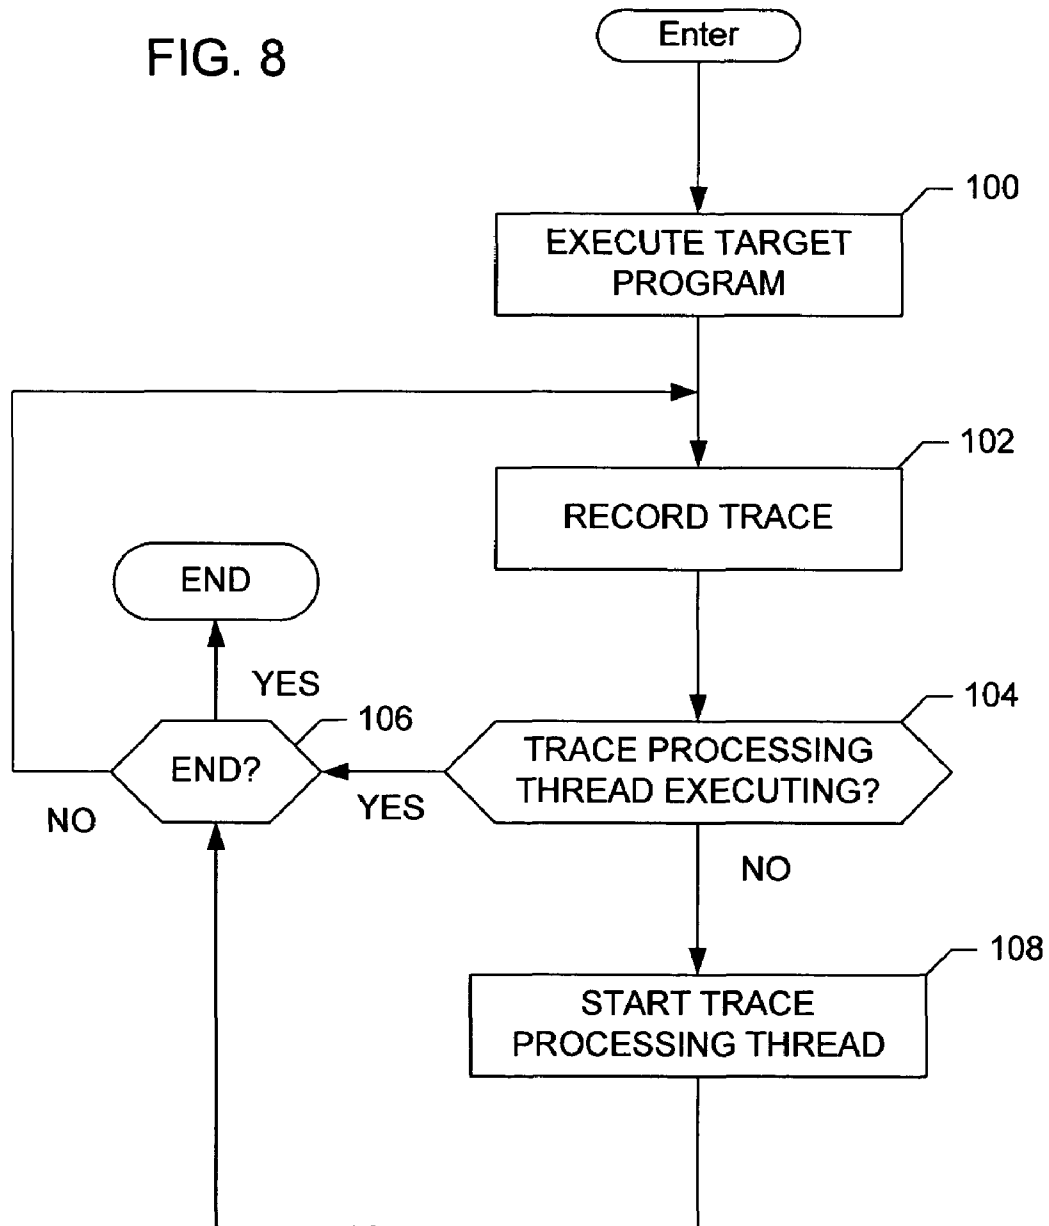 FIG. 8
Enter
100
EXECUTE TARGET
PROGRAM
102
RECORD TRACE
END
YES
106
END?
NO
104
TRACE PROCESSING
THREAD EXECUTING?
YES
NO
108
START TRACE
PROCESSING THREAD